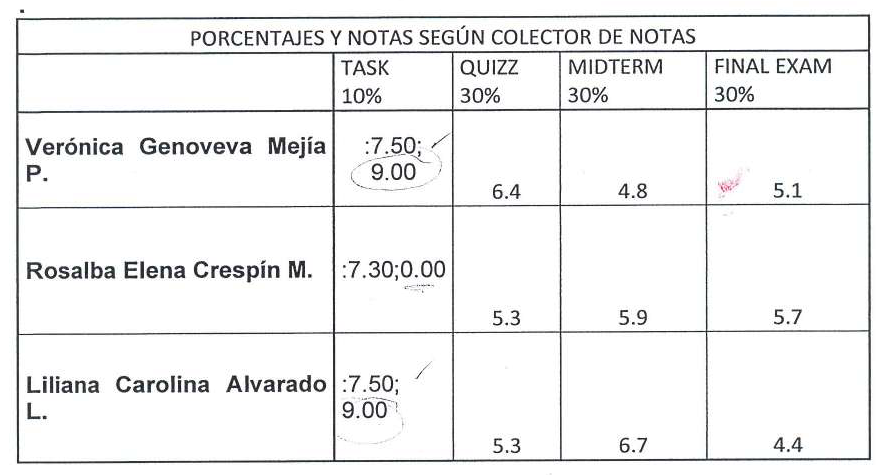 PORCENTAJES Y NOTAS SEGÚN COLECTOR DE NOTAS
TASK 10% QUIZZ 30% MIDTERM 30% FINAL EXAM 30%
Verónica Genoveva Mejía P. :7.50; 9.00 6.4 4.8 5.1
Rosalba Elena Crespín M. :7.30;0.00 5.3 5.9 5.7
Liliana Carolina Alvarado L. :7.50; 9.00 5.3 6.7 4.4